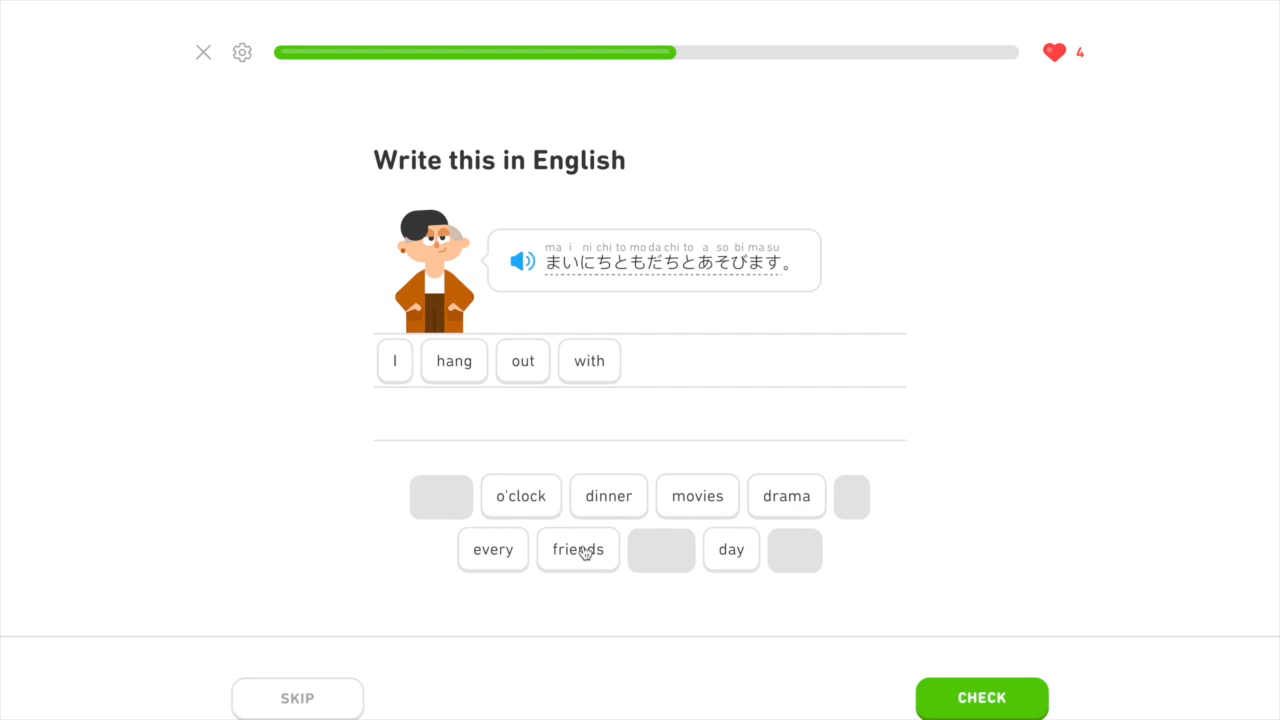 4
Write this in English
ma i ni chi to mo da chi to a so bi ma su
まいにちともだちとあそびます。
I hang out with
o'clock dinner movies drama
every friends day
SKIP CHECK